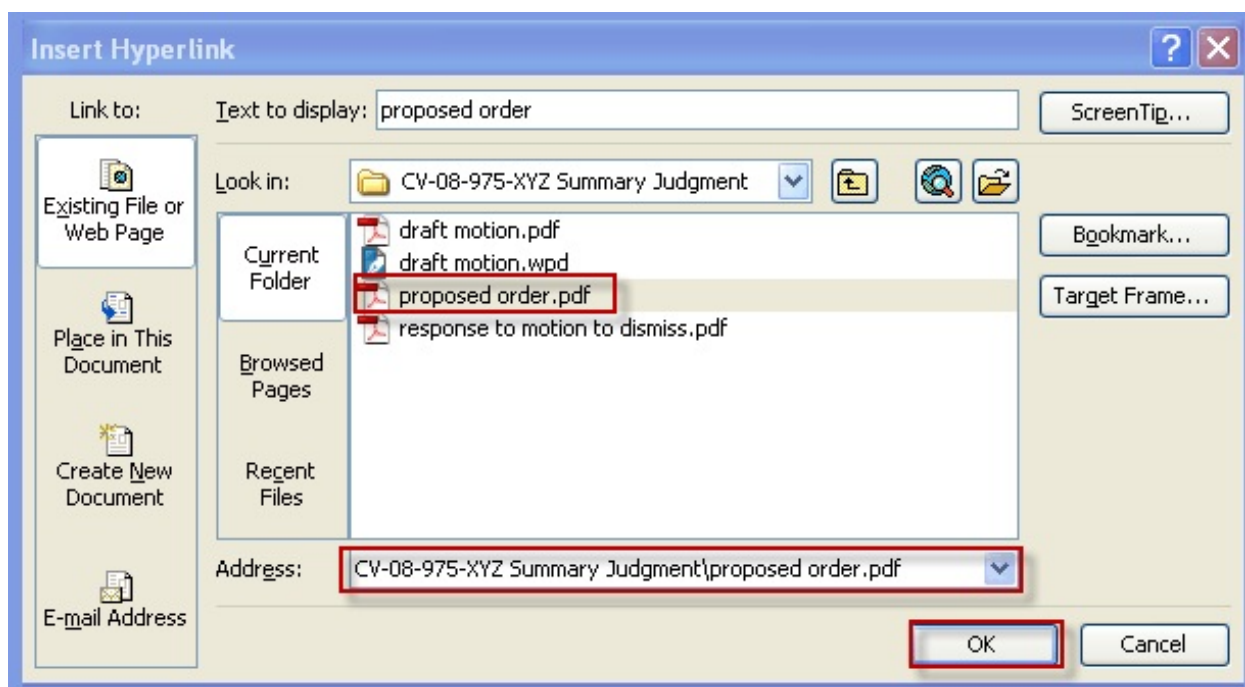 Insert Hyperlink
Link to:
Text to display: proposed order
ScreenTip...
Existing File or
Web Page
Look in: CV-08-975-XYZ Summary Judgment
Current
Folder
draft motion.pdf
draft motion.wpd
proposed order.pdf
response to motion to dismiss.pdf
Bookmark...
Target Frame...
Place in This
Document
Browsed
Pages
Create New
Document
Recent
Files
Address: CV-08-975-XYZ Summary Judgment\proposed order.pdf
E-mail Address
OK
Cancel